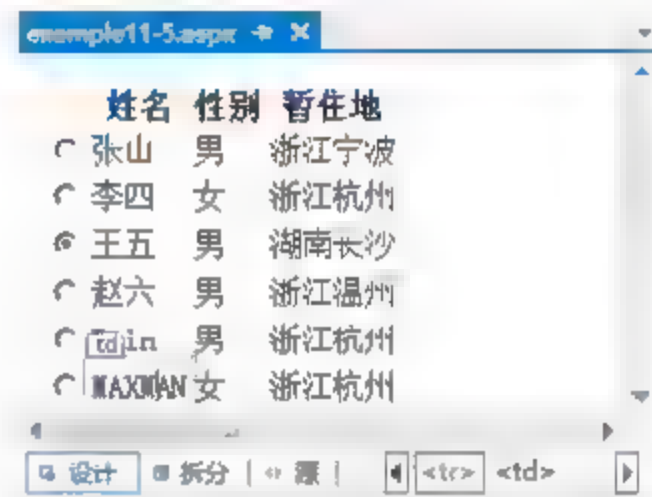 example11-5.aspx
姓名 性别 暂住地
张山 男 浙江宁波
李四 女 浙江杭州
王五 男 湖南长沙
赵六 男 浙江温州
td in 男 浙江杭州
MAXMAN 女 浙江杭州
设计 拆分 源 <tr> <td>